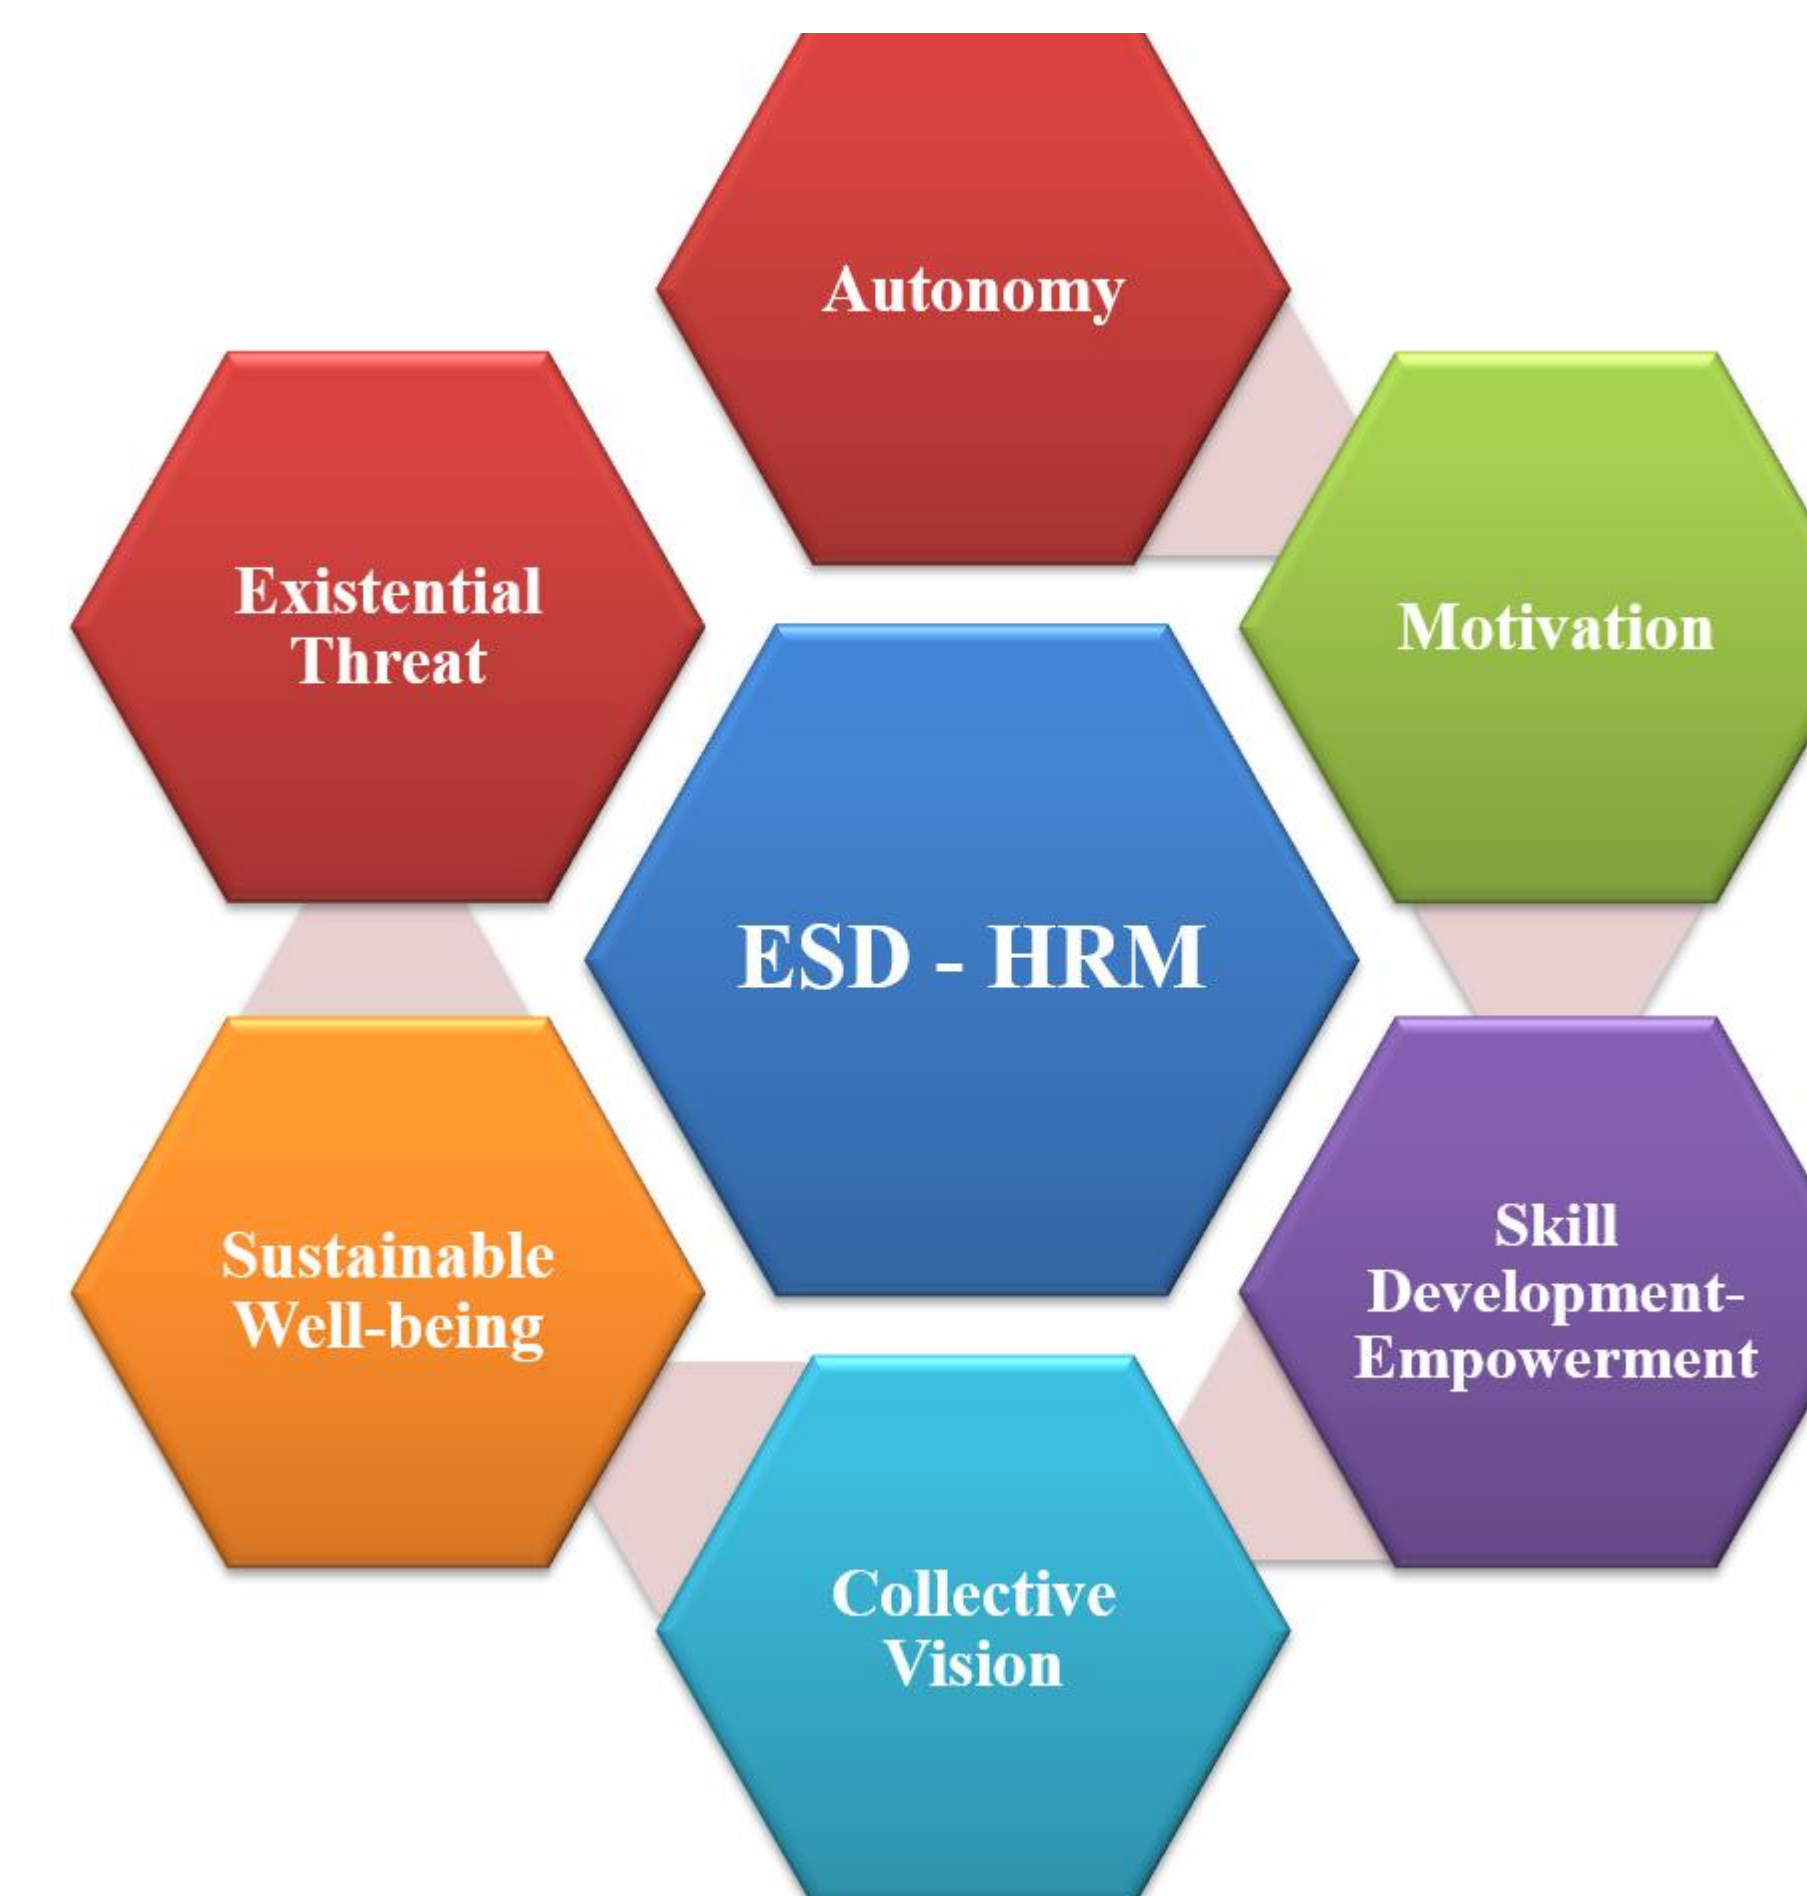 Autonomy
Existential
Threat
Motivation
ESD - HRM
Sustainable
Well-being
Skill
Development-
Empowerment
Collective
Vision